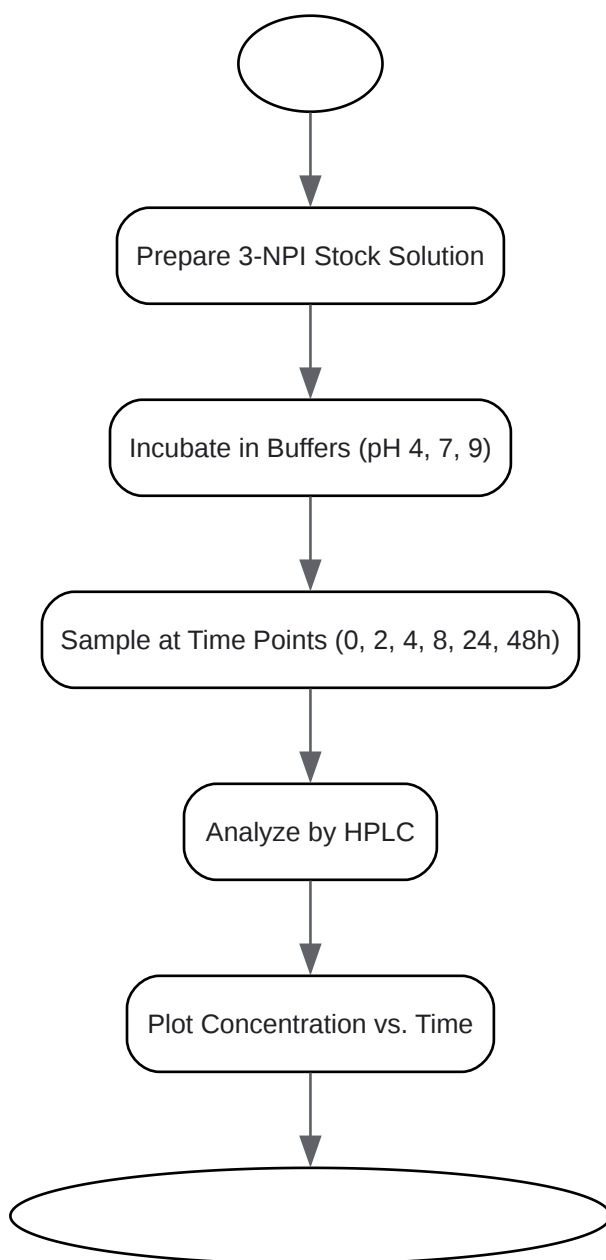 Prepare 3-NPI Stock Solution
Incubate in Buffers (pH 4, 7, 9)
Sample at Time Points (0, 2, 4, 8, 24, 48h)
Analyze by HPLC
Plot Concentration vs. Time